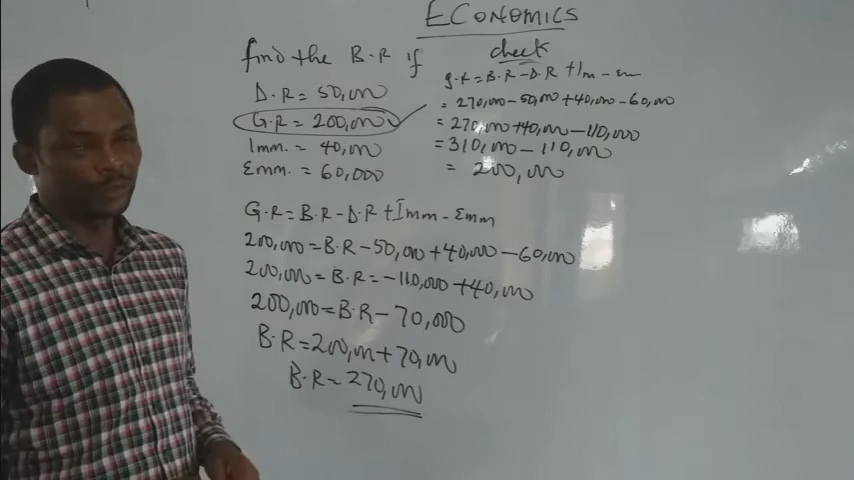 ECONOMICS
find the B.R if
D.R = 50,000
G.R = 200,000
Imm. = 40,000
Emm. = 60,000
G.R = B.R - D.R + Imm - Emm
200,000 = B.R - 50,000 + 40,000 - 60,000
200,000 = B.R = -110,000 + 40,000
200,000 = B.R - 70,000
B.R = 200,000 + 70,000
B.R = 270,000
check
g.r = B.R - D.R + Im - em
= 270,000 - 50,000 + 40,000 - 60,000
= 270,000 + 40,000 - 110,000
= 310,000 - 110,000
= 200,000